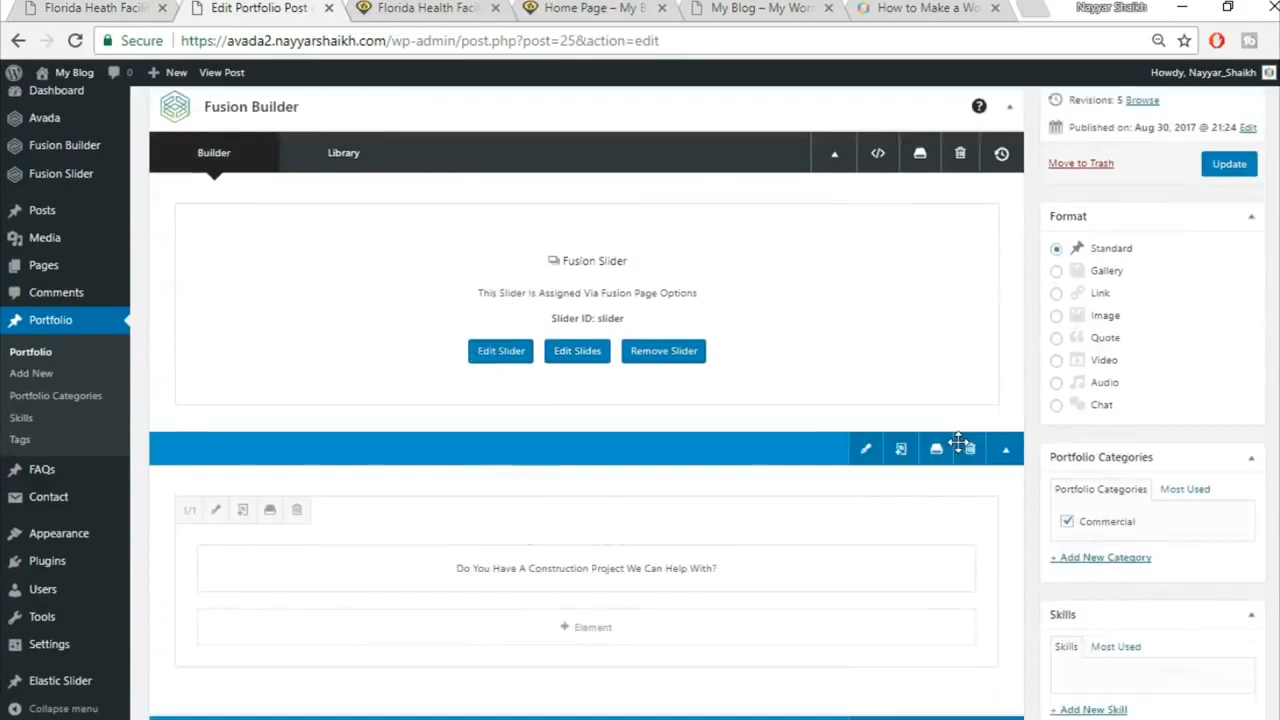 Florida Heath Facili
Edit Portfolio Post -
Florida Health Faci
Home Page – My B
My Blog – My Wor
How to Make a Wo
Nayyar Shaikh
Secure
https://avada2.nayyarshaikh.com/wp-admin/post.php?post=25&action=edit
My Blog
0
New
View Post
Howdy, Nayyar_Shaikh
Dashboard
Avada
Fusion Builder
Fusion Slider
Posts
Media
Pages
Comments
Portfolio
Portfolio
Add New
Portfolio Categories
Skills
Tags
FAQs
Contact
Appearance
Plugins
Users
Tools
Settings
Elastic Slider
Collapse menu
Fusion Builder
Builder
Library
Fusion Slider
This Slider Is Assigned Via Fusion Page Options
Slider ID: slider
Edit Slider
Edit Slides
Remove Slider
1/1
Do You Have A Construction Project We Can Help With?
+ Element
Revisions: 5 Browse
Published on: Aug 30, 2017 @ 21:24 Edit
Move to Trash
Update
Format
Standard
Gallery
Link
Image
Quote
Video
Audio
Chat
Portfolio Categories
Portfolio Categories
Most Used
Commercial
+ Add New Category
Skills
Skills
Most Used
+ Add New Skill